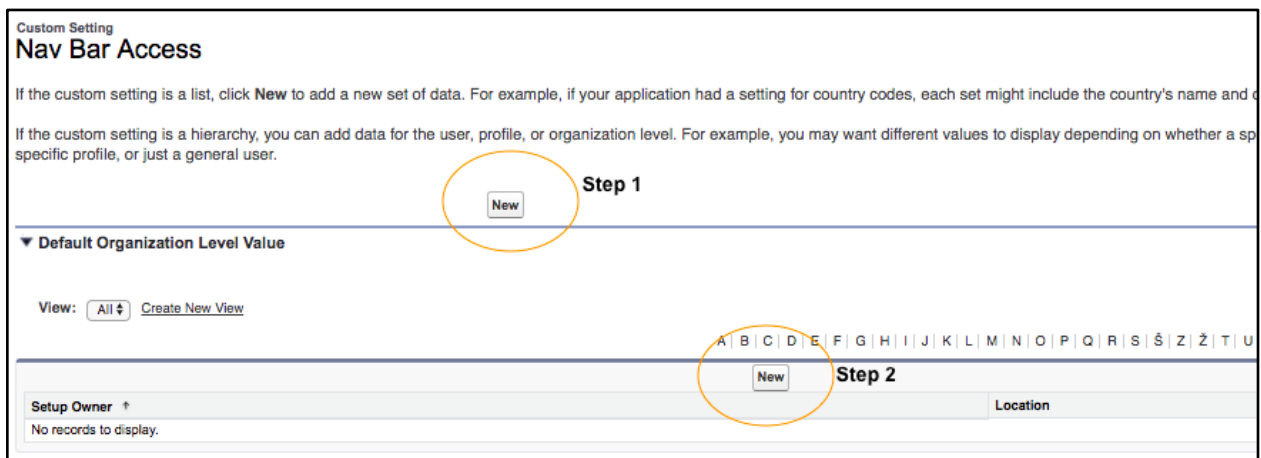 Custom Setting
Nav Bar Access
If the custom setting is a list, click New to add a new set of data. For example, if your application had a setting for country codes, each set might include the country's name and
If the custom setting is a hierarchy, you can add data for the user, profile, or organization level. For example, you may want different values to display depending on whether a sp
specific profile, or just a general user.
Step 1
New
▼ Default Organization Level Value
View: All Create New View
A | B | C | D | E | F | G | H | I | J | K | L | M | N | O | P | Q | R | S | Š | Z | Ž | T | U
New Step 2
Setup Owner ↑ Location
No records to display.